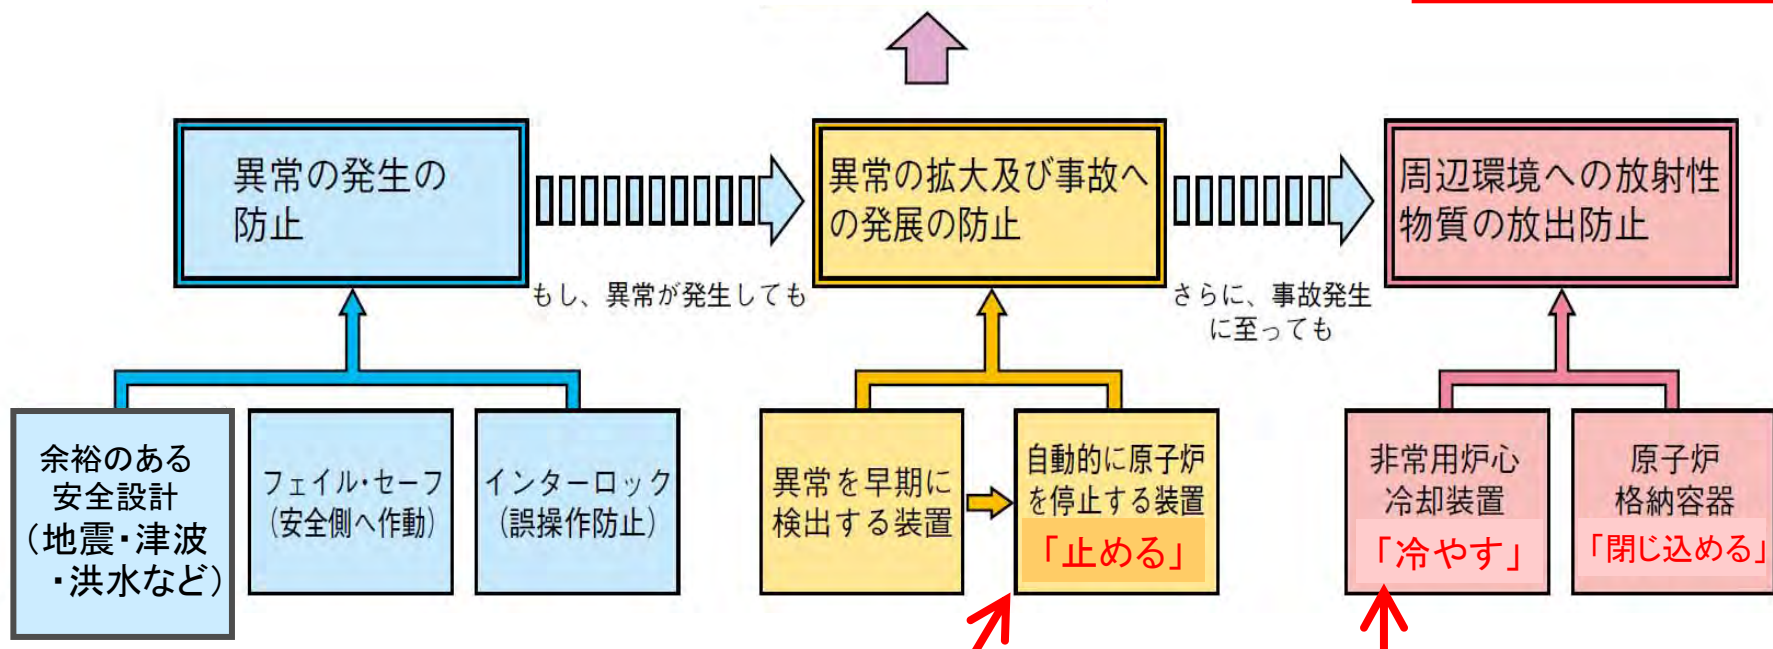 異常の発生の
防止
異常の拡大及び事故へ
の発展の防止
周辺環境への放射性
物質の放出防止
もし、異常が発生しても
さらに、事故発生
に至っても
余裕のある
安全設計
(地震・津波
・洪水など)
フェイル・セーフ
(安全側へ作動)
インターロック
(誤操作防止)
異常を早期に
検出する装置
自動的に原子炉
を停止する装置
「止める」
非常用炉心
冷却装置
「冷やす」
原子炉
格納容器
「閉じ込める」